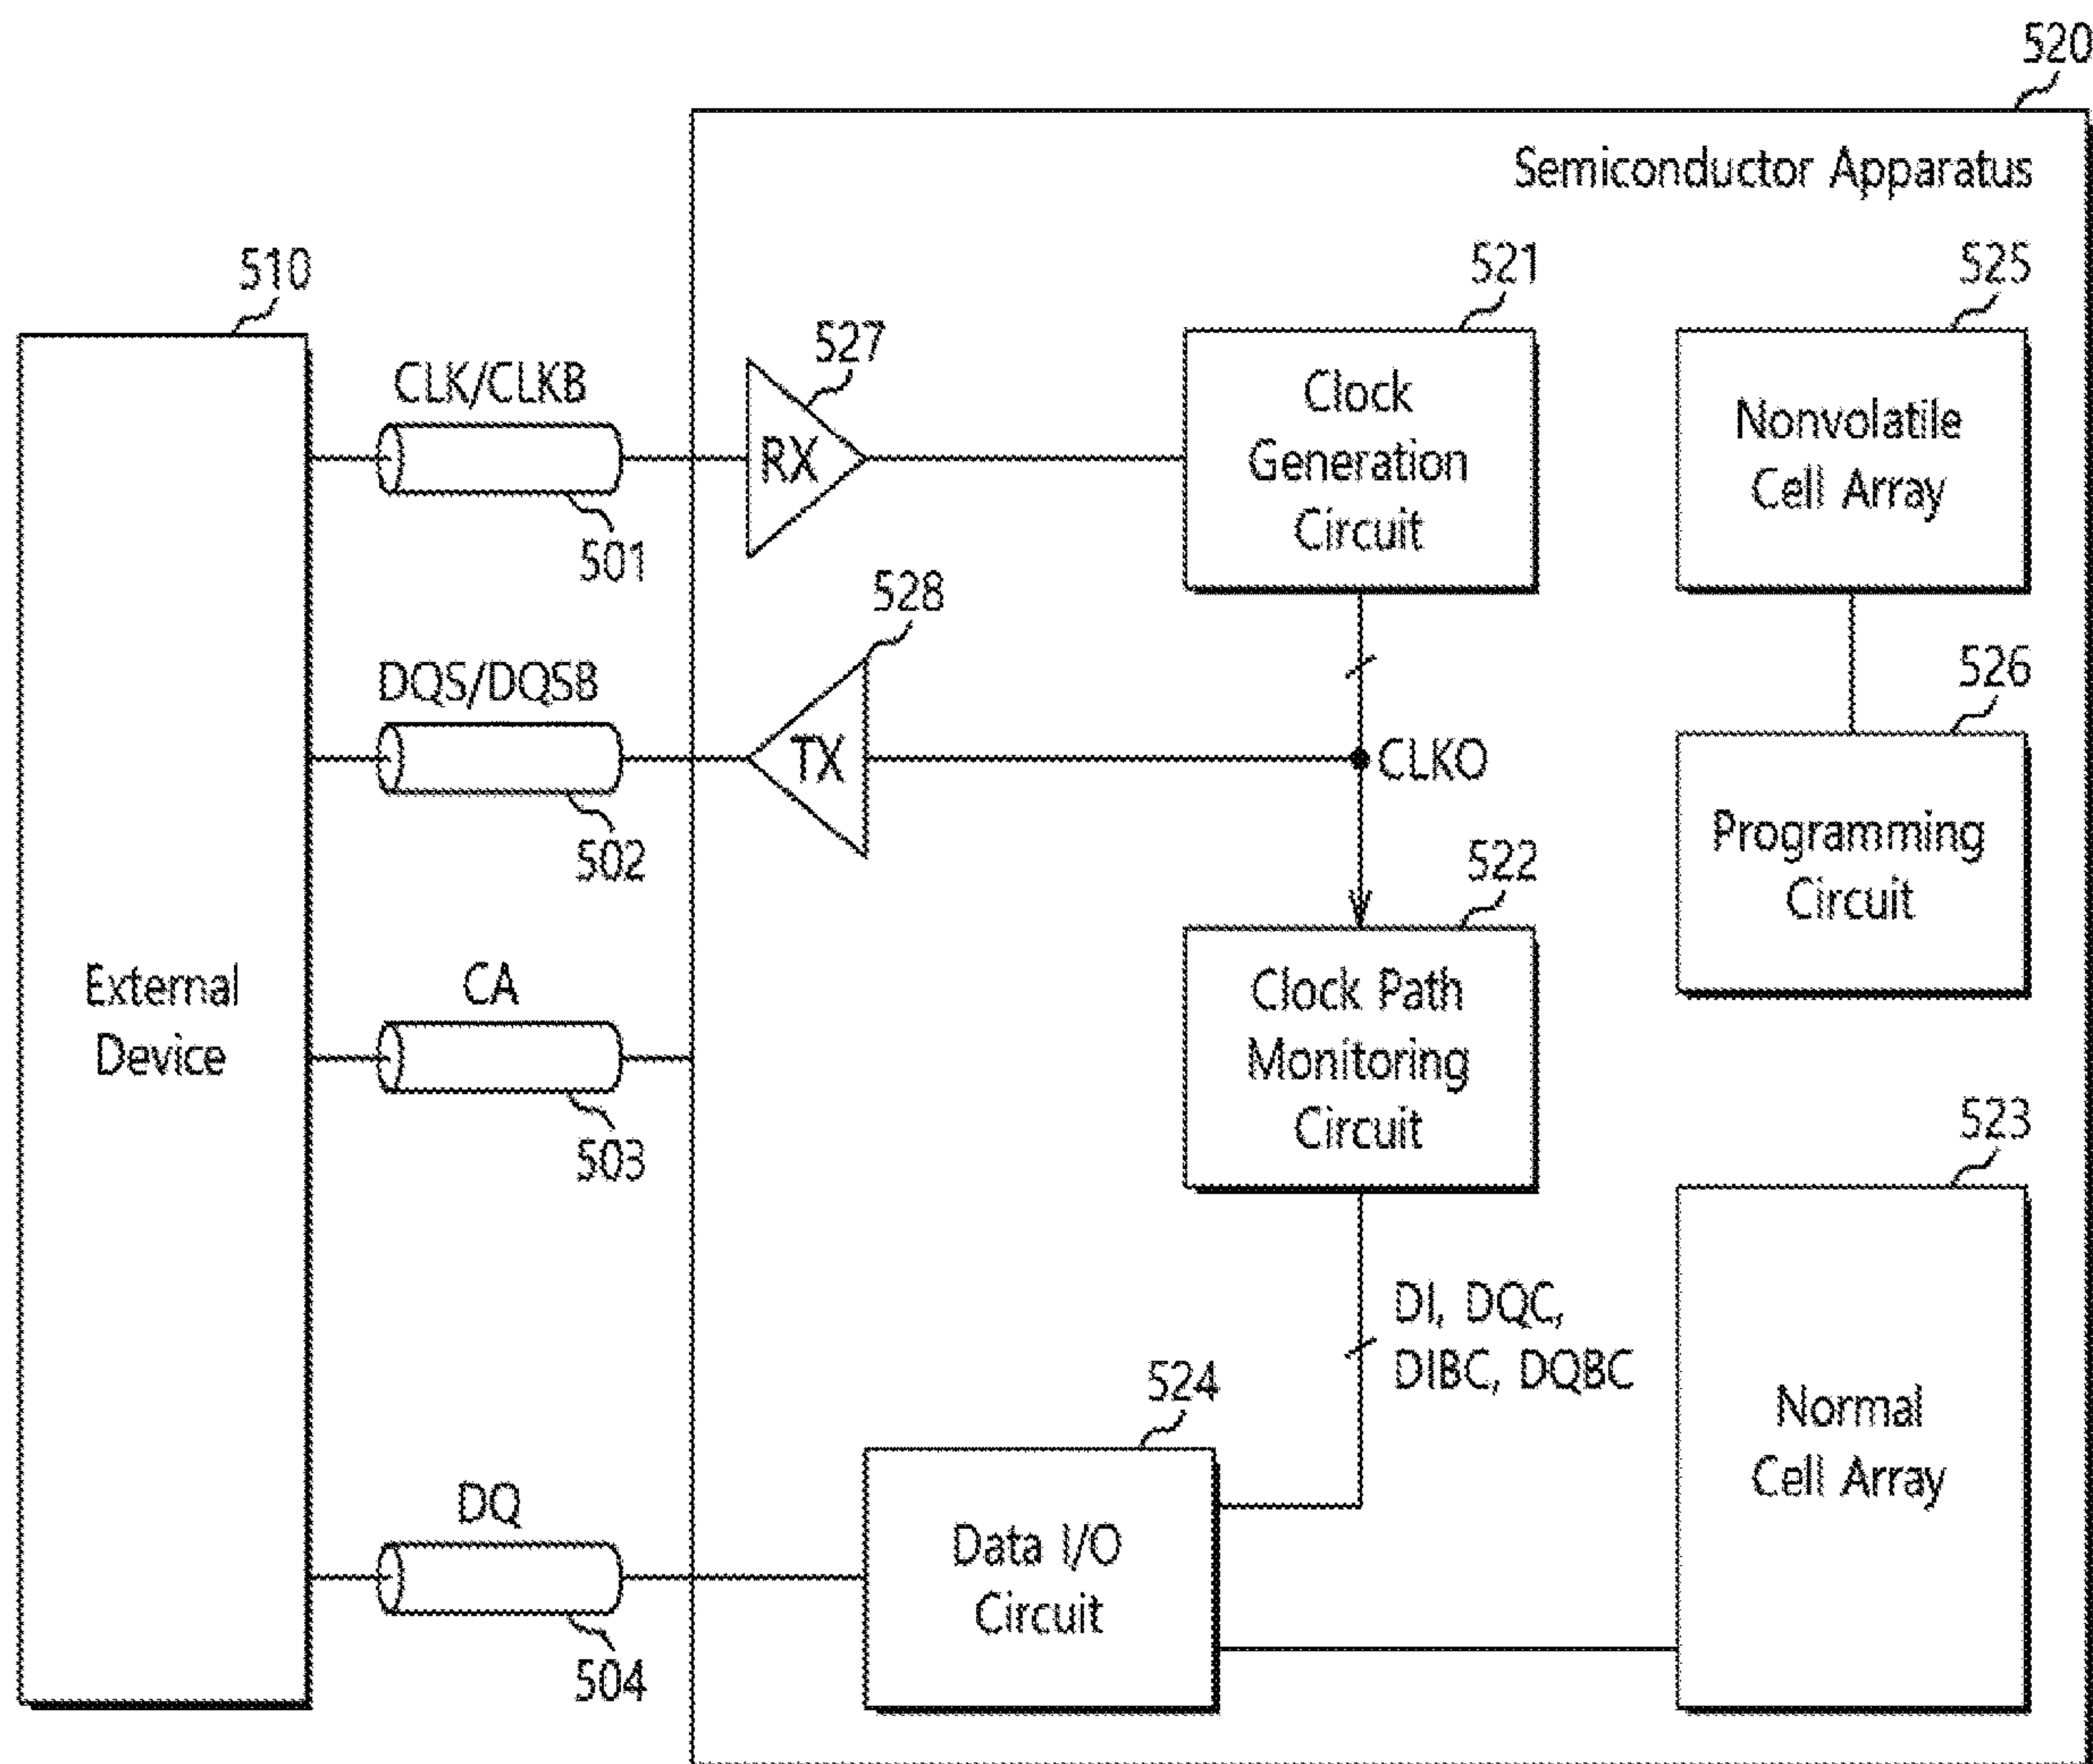 520
Semiconductor Apparatus
510
521
525
CLK/CLKB
527
RX
Clock
Generation
Circuit
Nonvolatile
Cell Array
501
528
DQS/DQSB
526
TX
CLKO
Programming
Circuit
502
522
External
Device
CA
Clock Path
Monitoring
Circuit
503
523
DI, DQC,
DIBC, DQBC
524
Normal
Cell Array
DQ
Data I/O
Circuit
504